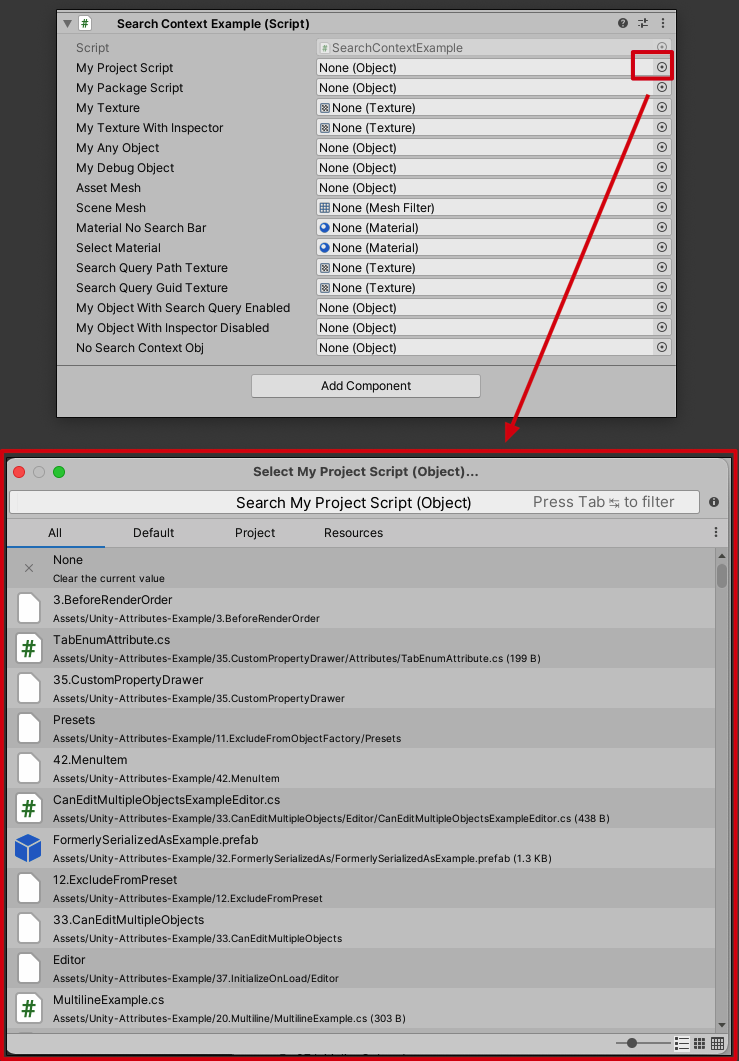 Search Context Example (Script)
Script # SearchContextExample
My Project Script None (Object)
My Package Script None (Object)
My Texture None (Texture)
My Texture With Inspector None (Texture)
My Any Object None (Object)
My Debug Object None (Object)
Asset Mesh None (Object)
Scene Mesh None (Mesh Filter)
Material No Search Bar None (Material)
Select Material None (Material)
Search Query Path Texture None (Texture)
Search Query Guid Texture None (Texture)
My Object With Search Query Enabled None (Object)
My Object With Inspector Disabled None (Object)
No Search Context Obj None (Object)
Add Component
Select My Project Script (Object)...
Search My Project Script (Object) Press Tab ↹ to filter
All Default Project Resources
None
Clear the current value
3.BeforeRenderOrder
Assets/Unity-Attributes-Example/3.BeforeRenderOrder
TabEnumAttribute.cs
Assets/Unity-Attributes-Example/35.CustomPropertyDrawer/Attributes/TabEnumAttribute.cs (199 B)
35.CustomPropertyDrawer
Assets/Unity-Attributes-Example/35.CustomPropertyDrawer
Presets
Assets/Unity-Attributes-Example/11.ExcludeFromObjectFactory/Presets
42.MenuItem
Assets/Unity-Attributes-Example/42.MenuItem
CanEditMultipleObjectsExampleEditor.cs
Assets/Unity-Attributes-Example/33.CanEditMultipleObjects/Editor/CanEditMultipleObjectsExampleEditor.cs (438 B)
FormerlySerializedAsExample.prefab
Assets/Unity-Attributes-Example/32.FormerlySerializedAs/FormerlySerializedAsExample.prefab (1.3 KB)
12.ExcludeFromPreset
Assets/Unity-Attributes-Example/12.ExcludeFromPreset
33.CanEditMultipleObjects
Assets/Unity-Attributes-Example/33.CanEditMultipleObjects
Editor
Assets/Unity-Attributes-Example/37.InitializeOnLoad/Editor
MultilineExample.cs
Assets/Unity-Attributes-Example/20.Multiline/MultilineExample.cs (303 B)